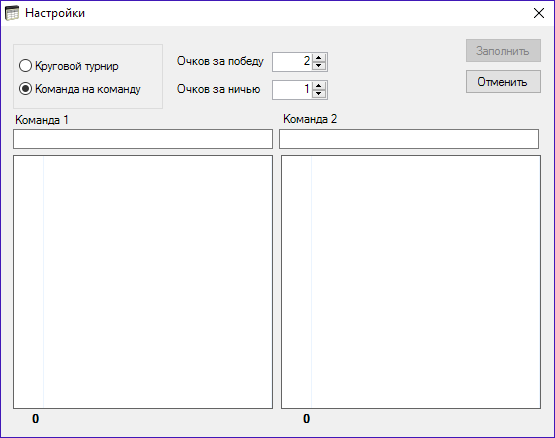 Настройки
Круговой турнир
Команда на команду
Очков за победу 2
Очков за ничью 1
Заполнить
Отменить
Команда 1
Команда 2
0
0